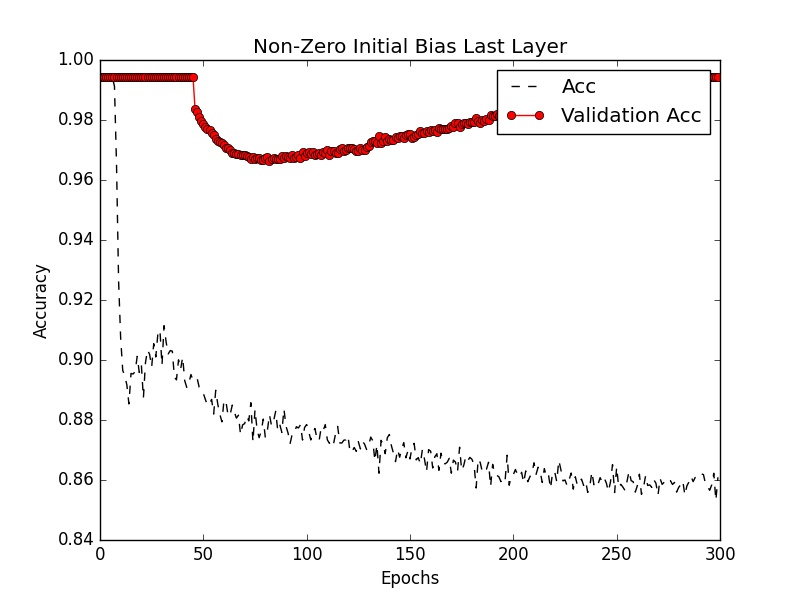 Non-Zero Initial Bias Last Layer
1.00
0.98
0.96
0.94
0.92
0.90
0.88
0.86
0.84
Accuracy
Acc
Validation Acc
0 50 100 150 200 250 300
Epochs